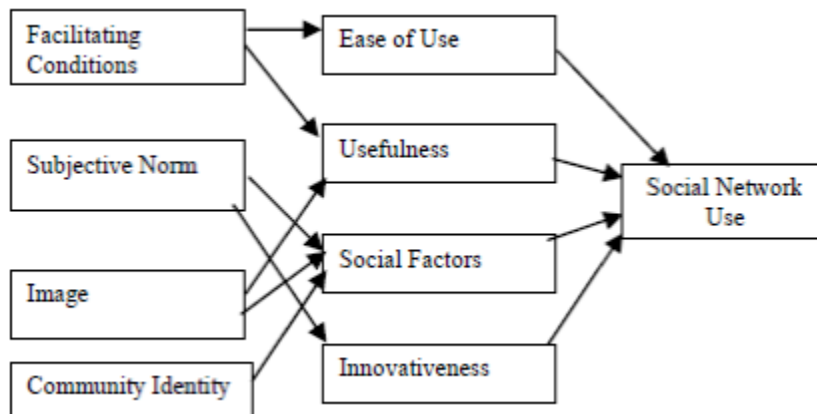 Facilitating
Conditions
Ease of Use
Subjective Norm
Usefulness
Social Network
Use
Image
Social Factors
Community Identity
Innovativeness